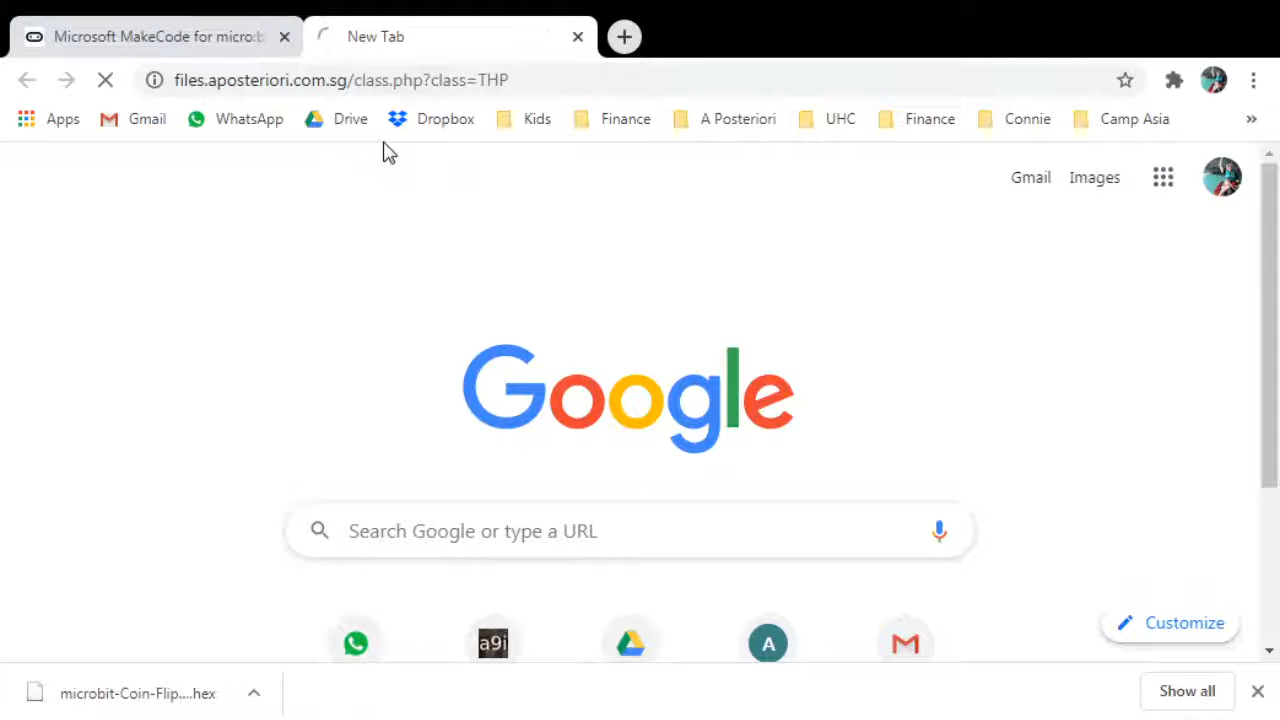 Microsoft MakeCode for micro:b
New Tab
files.aposteriori.com.sg/class.php?class=THP
Apps
Gmail
WhatsApp
Drive
Dropbox
Kids
Finance
A Posteriori
UHC
Finance
Connie
Camp Asia
»
Gmail
Images
Google
Search Google or type a URL
a9i
A
Customize
microbit-Coin-Flip....hex
Show all